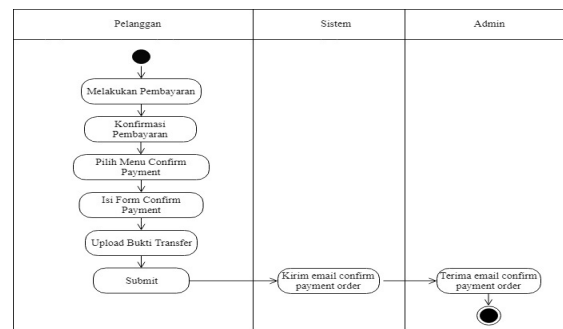 Pelanggan
Sistem
Admin
Melakukan Pembayaran
Konfirmasi
Pembayaran
Pilih Menu Confirm
Payment
Isi Form Confirm
Payment
Upload Bukti Transfer
Submit
Kirim email confirm
payment order
Terima email confirm
payment order